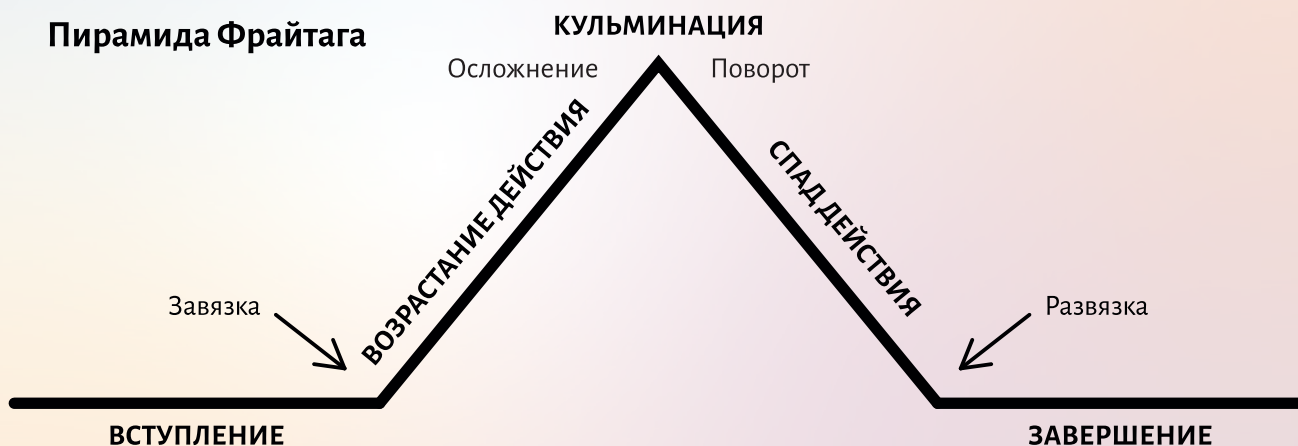 Пирамида Фрайтага
КУЛЬМИНАЦИЯ
Осложнение
Поворот
ВОЗРАСТАНИЕ ДЕЙСТВИЯ
СПАД ДЕЙСТВИЯ
Завязка
Развязка
ВСТУПЛЕНИЕ
ЗАВЕРШЕНИЕ